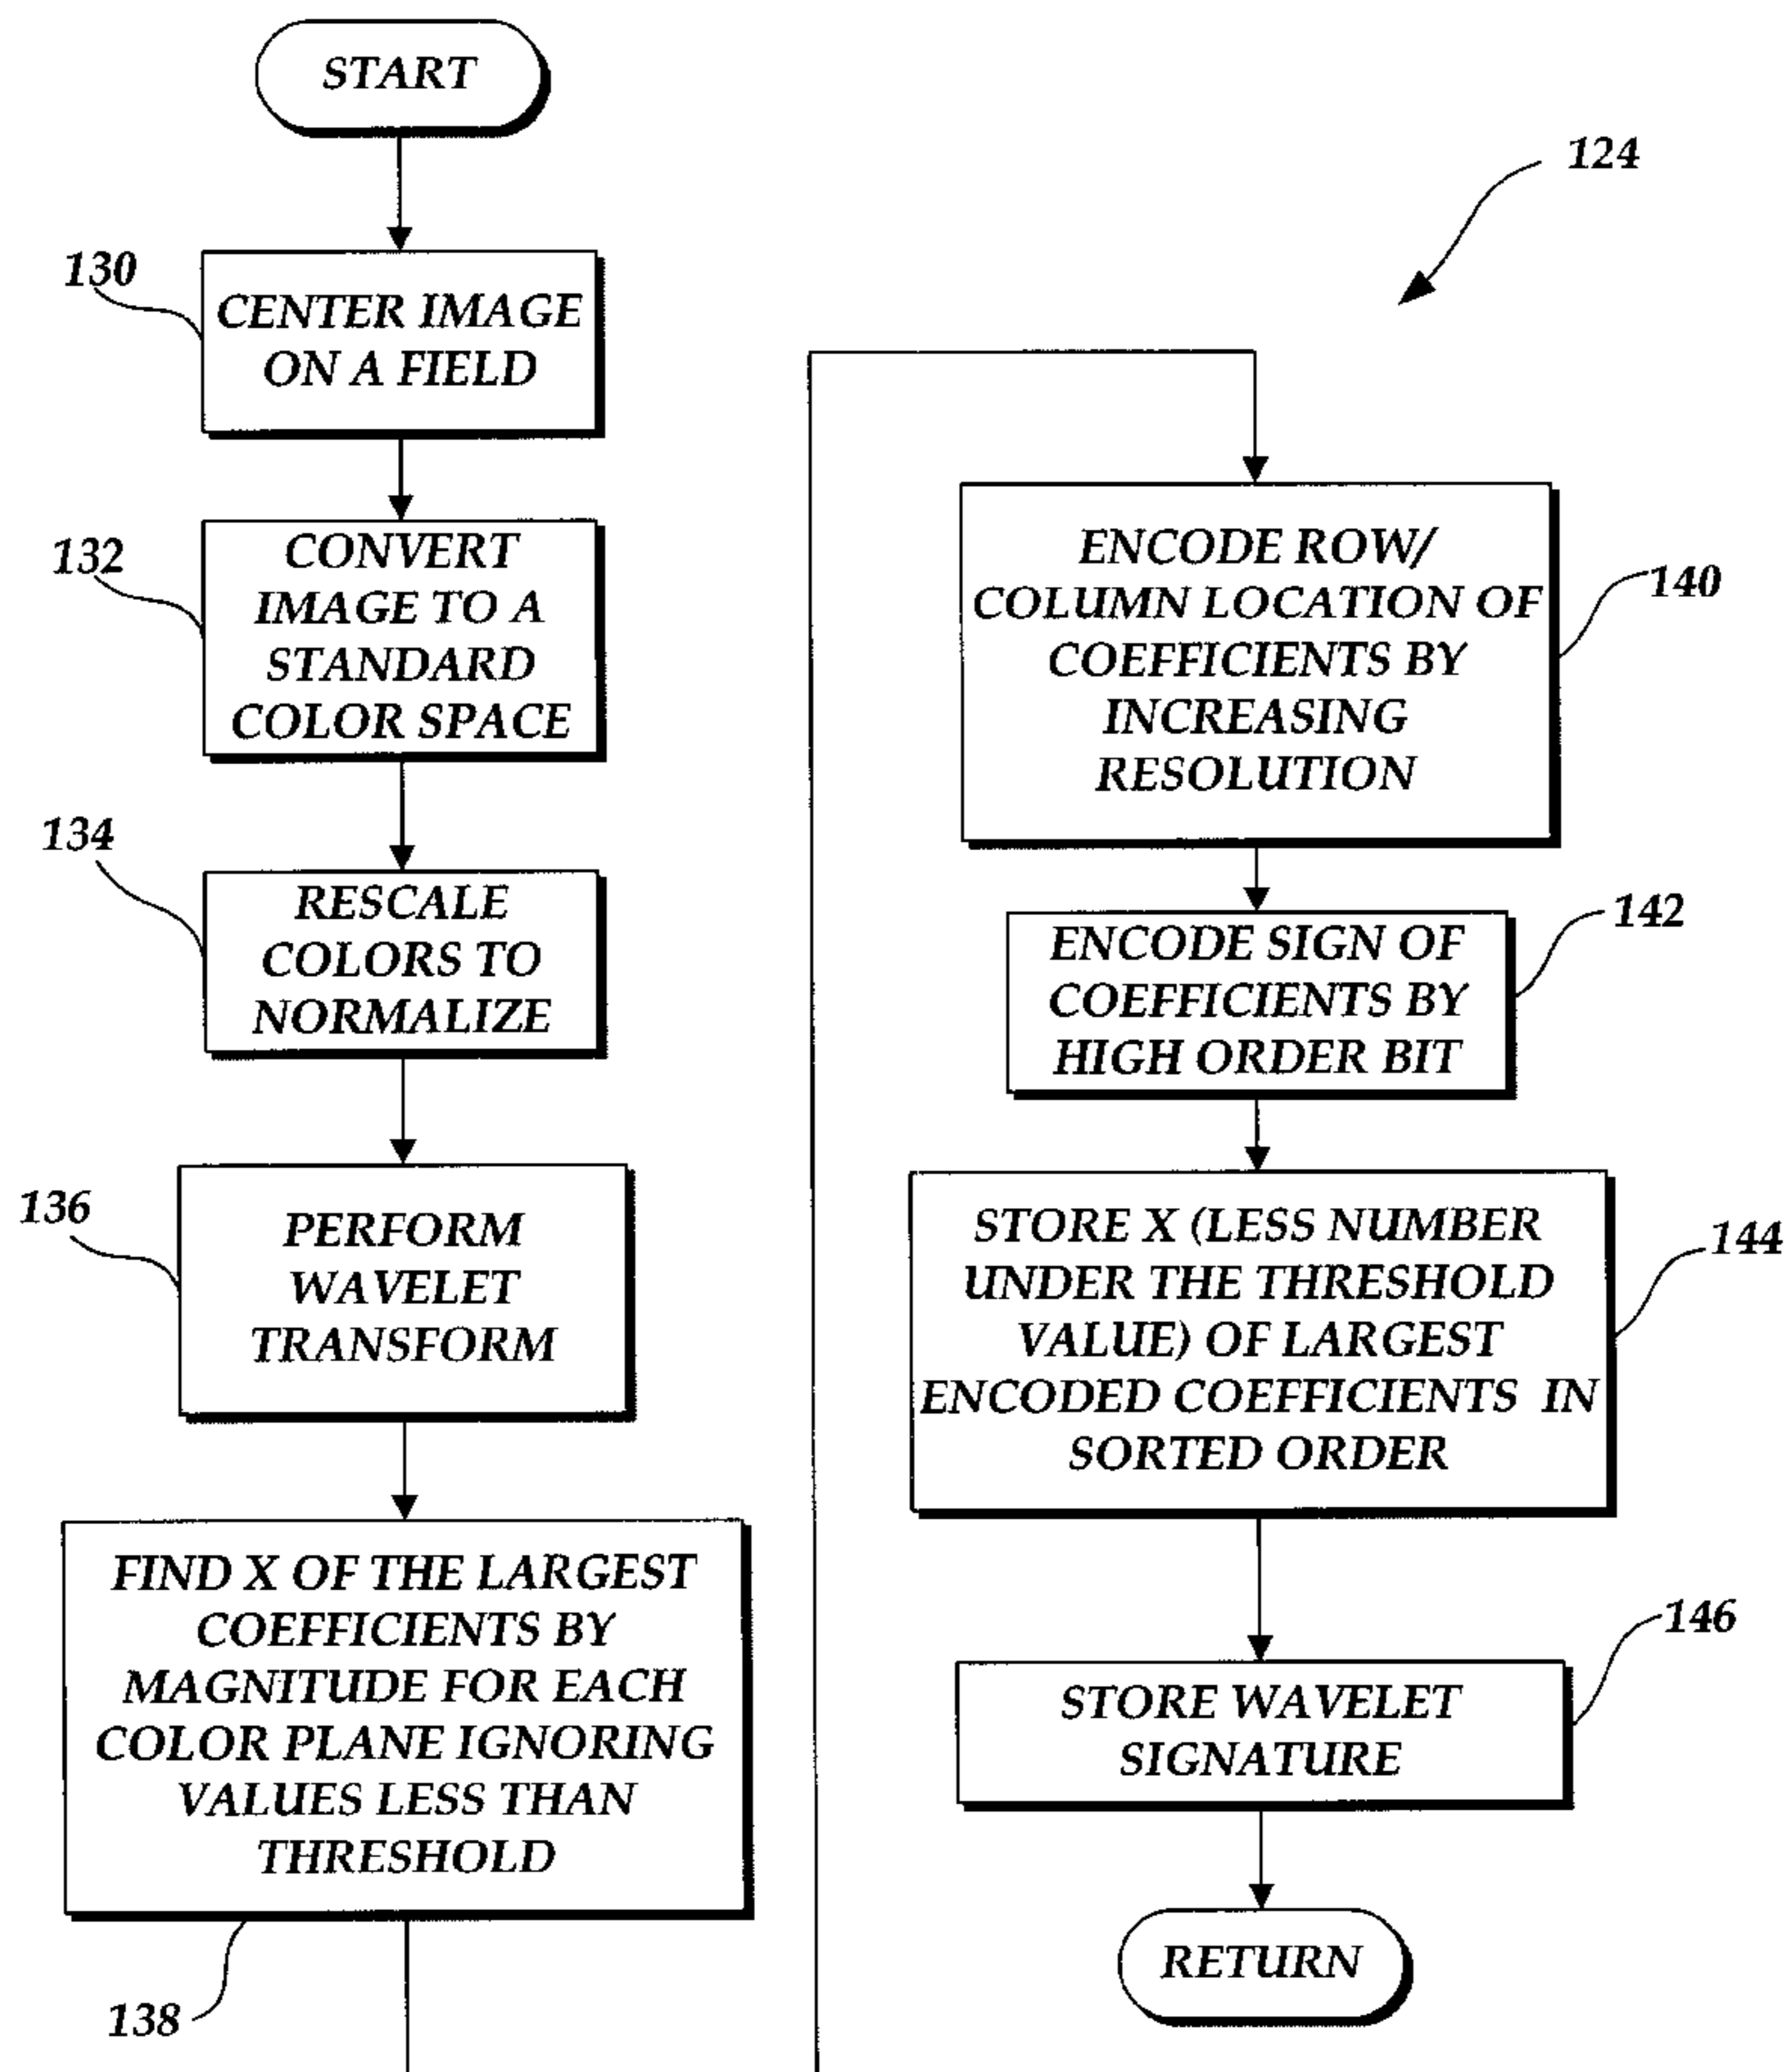 START
130
CENTER IMAGE
ON A FIELD
132
CONVERT
IMAGE TO A
STANDARD
COLOR SPACE
134
RESCALE
COLORS TO
NORMALIZE
136
PERFORM
WAVELET
TRANSFORM
FIND X OF THE LARGEST
COEFFICIENTS BY
MAGNITUDE FOR EACH
COLOR PLANE IGNORING
VALUES LESS THAN
THRESHOLD
138
124
ENCODE ROW/
COLUMN LOCATION OF
COEFFICIENTS BY
INCREASING
RESOLUTION
140
ENCODE SIGN OF
COEFFICIENTS BY
HIGH ORDER BIT
142
STORE X (LESS NUMBER
UNDER THE THRESHOLD
VALUE) OF LARGEST
ENCODED COEFFICIENTS IN
SORTED ORDER
144
STORE WAVELET
SIGNATURE
146
RETURN